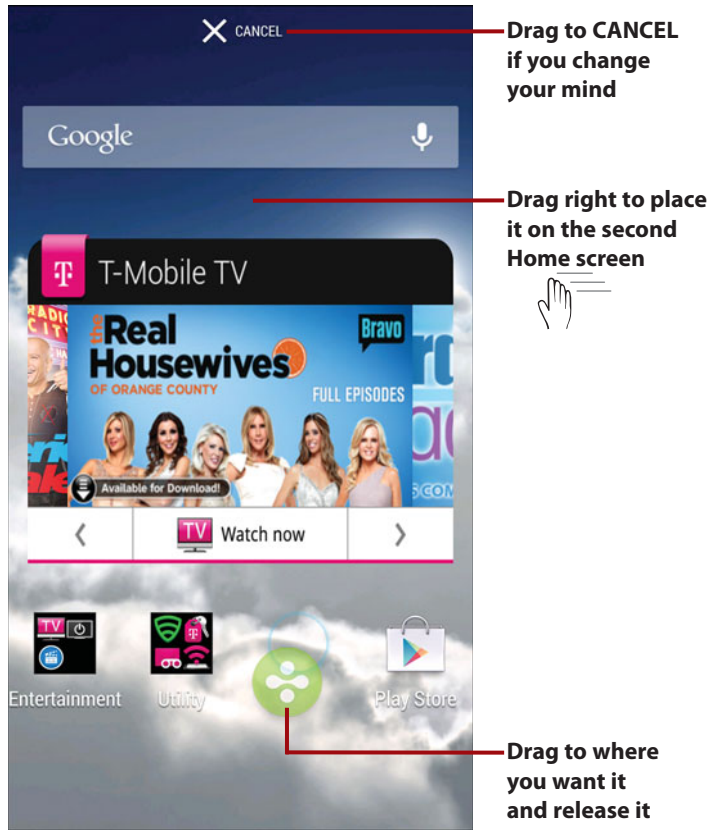 CANCEL
Drag to CANCEL
if you change
your mind
Google
Drag right to place
it on the second
Home screen
T-Mobile TV
the
Real
Housewives
OF ORANGE COUNTY
Bravo
FULL EPISODES
Available for Download!
TV Watch now
TV
Entertainment
Utility
Play Store
Drag to where
you want it
and release it